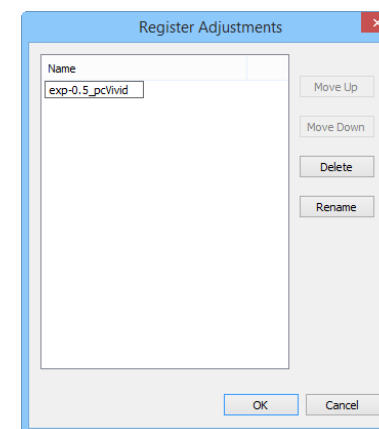 Register Adjustments
Name
exp-0.5_pcVivid
Move Up
Move Down
Delete
Rename
OK
Cancel